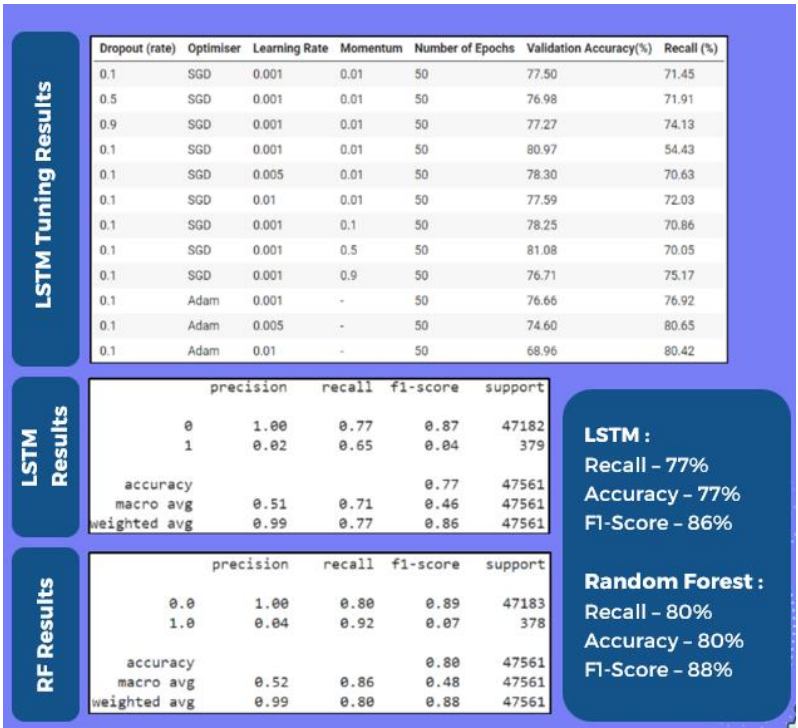 LSTM Tuning Results
Dropout (rate) Optimiser Learning Rate Momentum Number of Epochs Validation Accuracy(%) Recall (%)
0.1 SGD 0.001 0.01 50 77.50 71.45
0.5 SGD 0.001 0.01 50 76.98 71.91
0.9 SGD 0.001 0.01 50 77.27 74.13
0.1 SGD 0.001 0.01 50 80.97 54.43
0.1 SGD 0.005 0.01 50 78.30 70.63
0.1 SGD 0.01 0.01 50 77.59 72.03
0.1 SGD 0.001 0.1 50 78.25 70.86
0.1 SGD 0.001 0.5 50 81.08 70.05
0.1 SGD 0.001 0.9 50 76.71 75.17
0.1 Adam 0.001 - 50 76.66 76.92
0.1 Adam 0.005 - 50 74.60 80.65
0.1 Adam 0.01 - 50 68.96 80.42
LSTM
Results
precision recall f1-score support
0 1.00 0.77 0.87 47182
1 0.02 0.65 0.04 379
accuracy 0.77 47561
macro avg 0.51 0.71 0.46 47561
weighted avg 0.99 0.77 0.86 47561
RF Results
precision recall f1-score support
0.0 1.00 0.80 0.89 47183
1.0 0.04 0.92 0.07 378
accuracy 0.80 47561
macro avg 0.52 0.86 0.48 47561
weighted avg 0.99 0.80 0.88 47561
LSTM :
Recall – 77%
Accuracy – 77%
F1-Score – 86%
Random Forest :
Recall – 80%
Accuracy – 80%
F1-Score – 88%